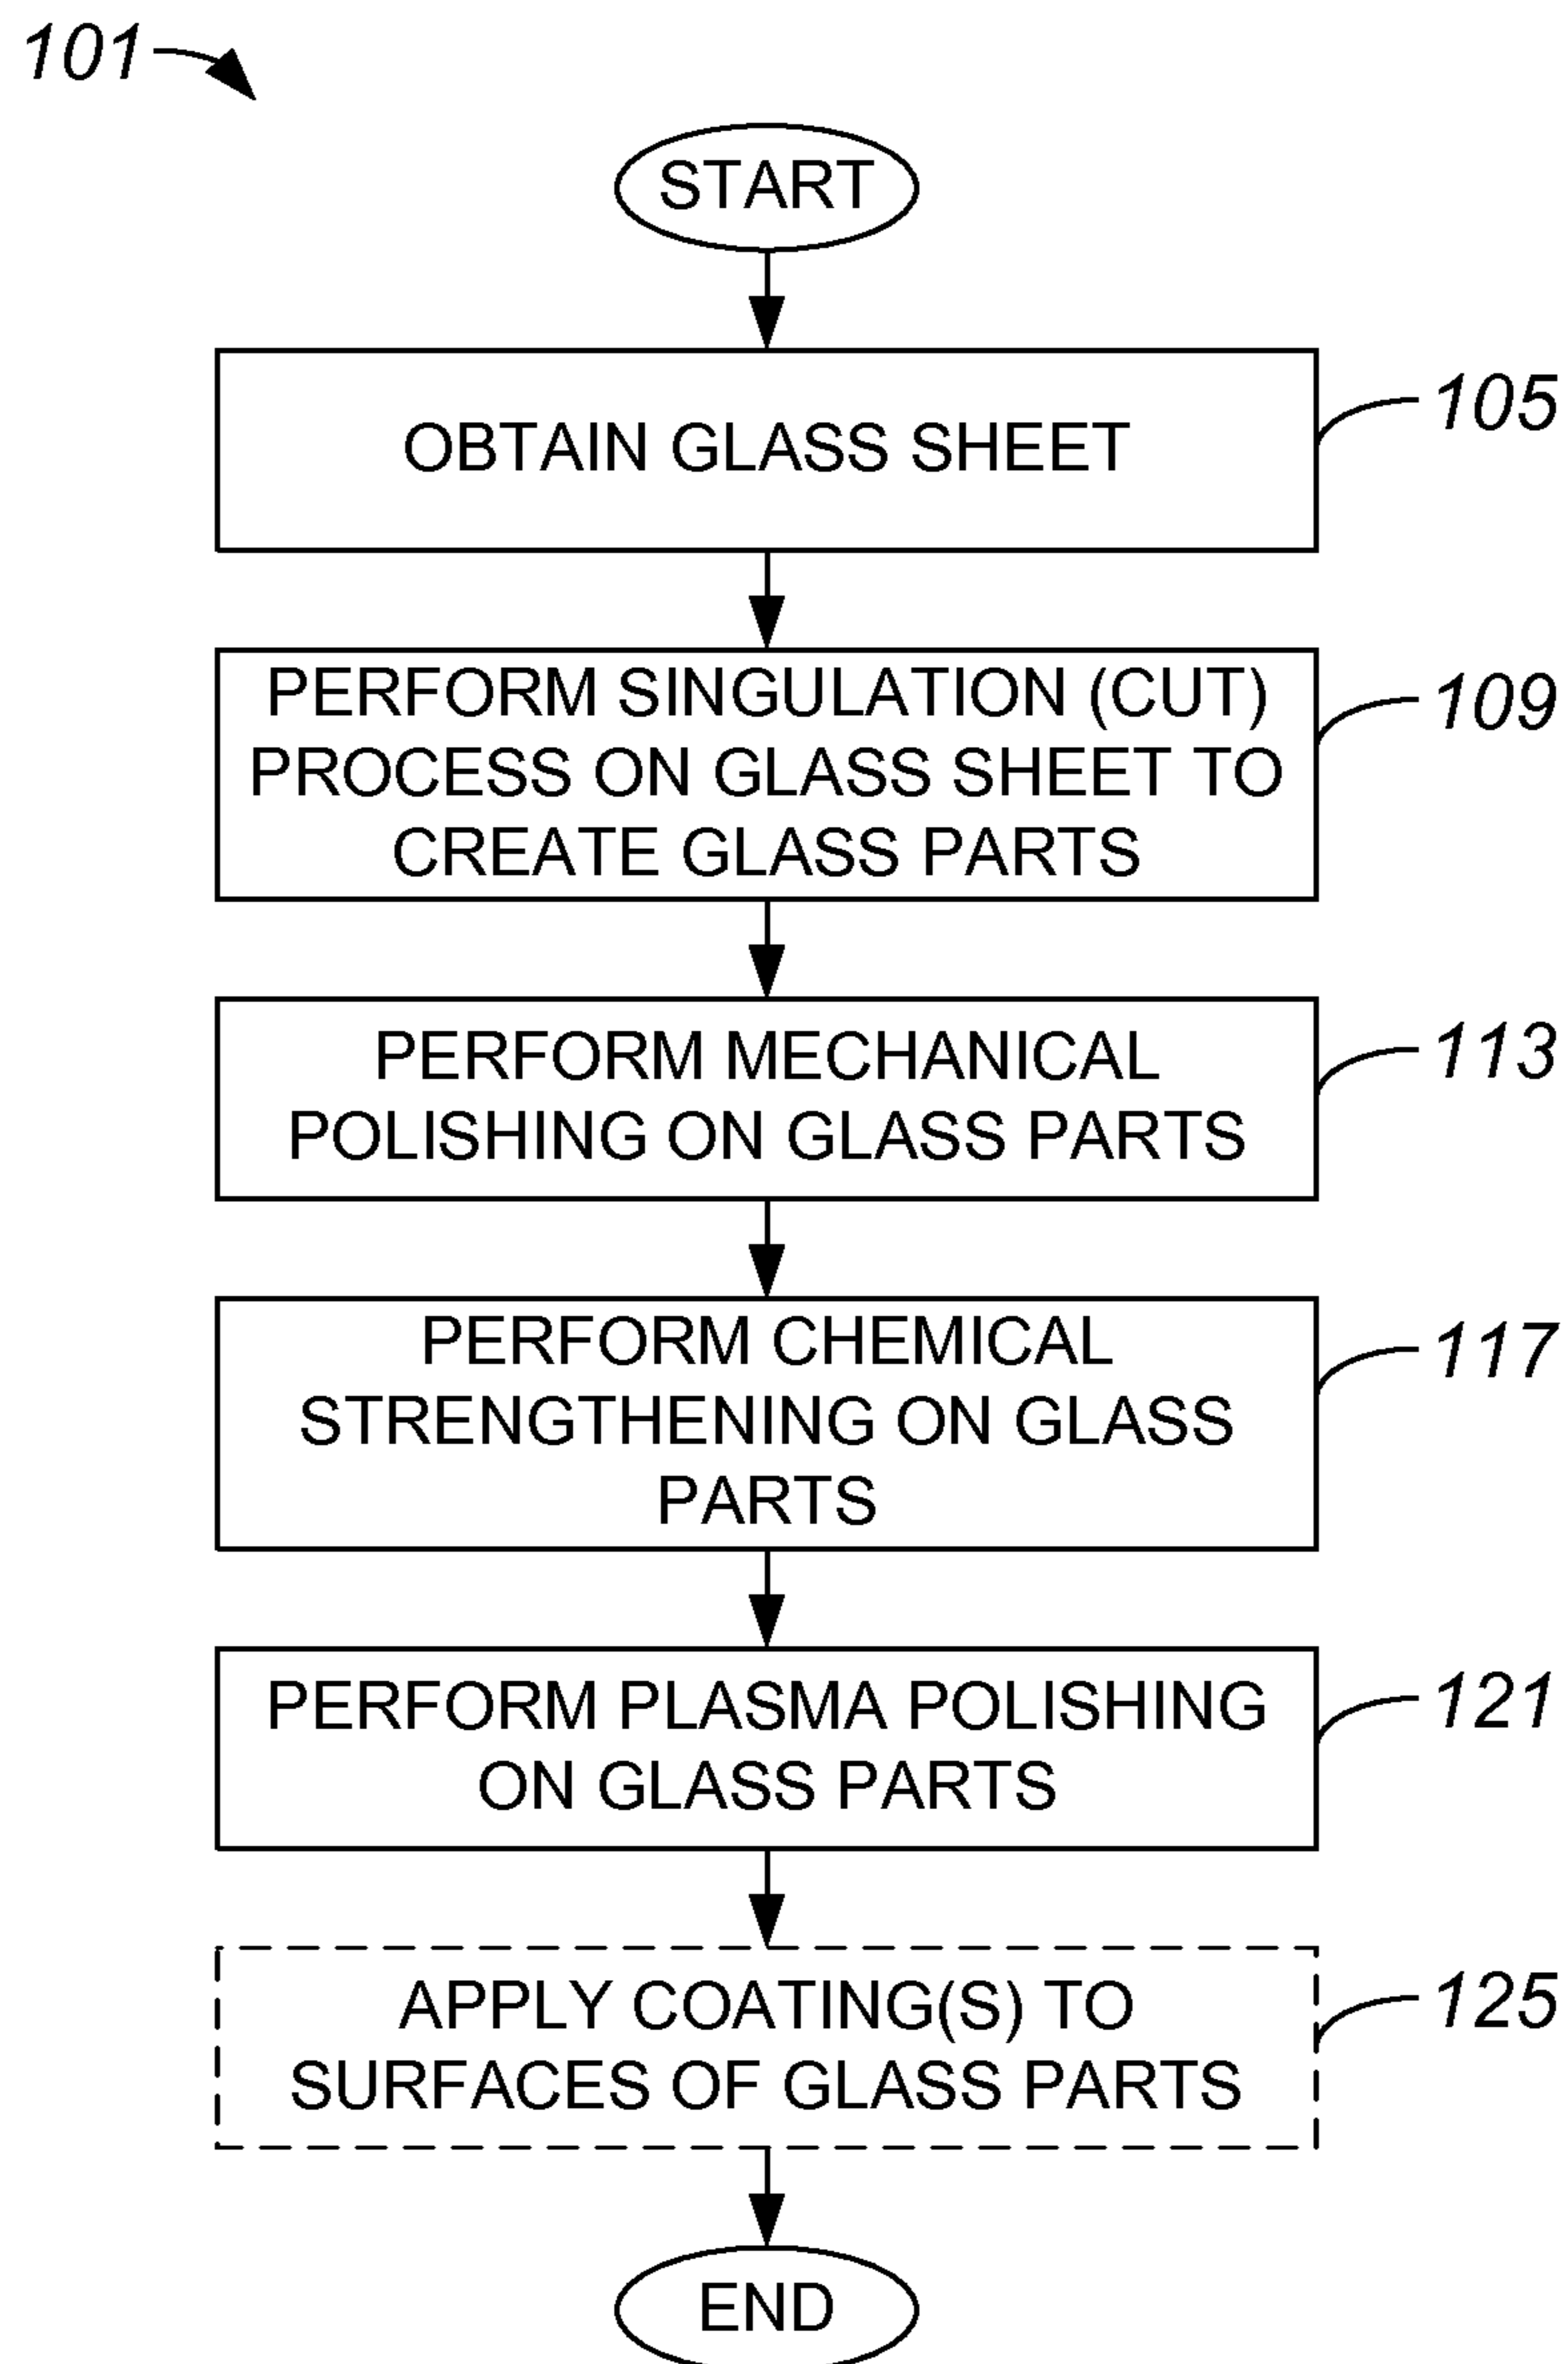 101
START
OBTAIN GLASS SHEET
105
PERFORM SINGULATION (CUT)
PROCESS ON GLASS SHEET TO
CREATE GLASS PARTS
109
PERFORM MECHANICAL
POLISHING ON GLASS PARTS
113
PERFORM CHEMICAL
STRENGTHENING ON GLASS
PARTS
117
PERFORM PLASMA POLISHING
ON GLASS PARTS
121
APPLY COATING(S) TO
SURFACES OF GLASS PARTS
125
END